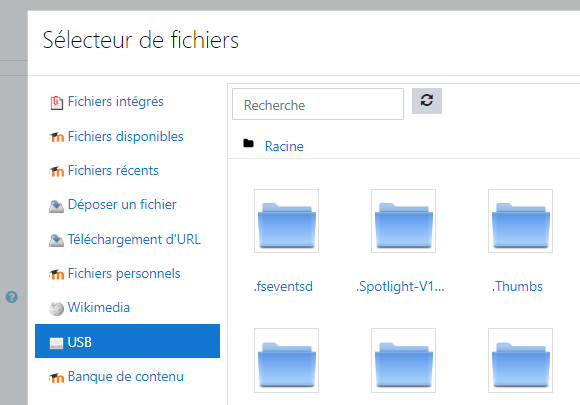 Sélecteur de fichiers
Fichiers intégrés
Fichiers disponibles
Fichiers récents
Déposer un fichier
Téléchargement d'URL
Fichiers personnels
Wikimedia
USB
Banque de contenu
Recherche
Racine
.fseventsd
.Spotlight-V1...
.Thumbs
?